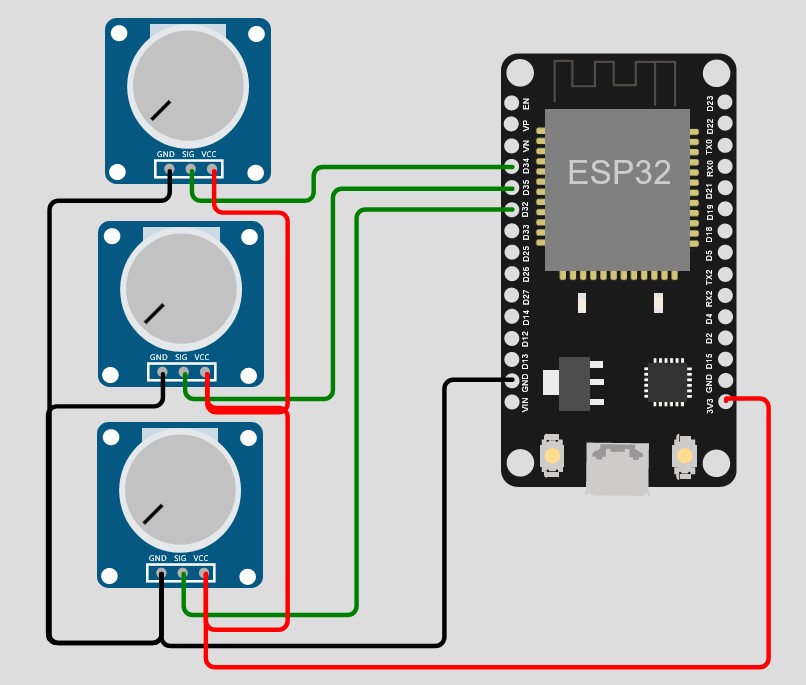 GND SIG VCC
GND SIG VCC
GND SIG VCC
ESP32
EN
VP
VN
D34
D35
D32
D33
D25
D26
D27
D14
D12
D13
GND
VIN
D23
D22
TX0
RX0
D21
D19
D18
D5
TX2
RX2
D4
D2
D15
GND
3V3